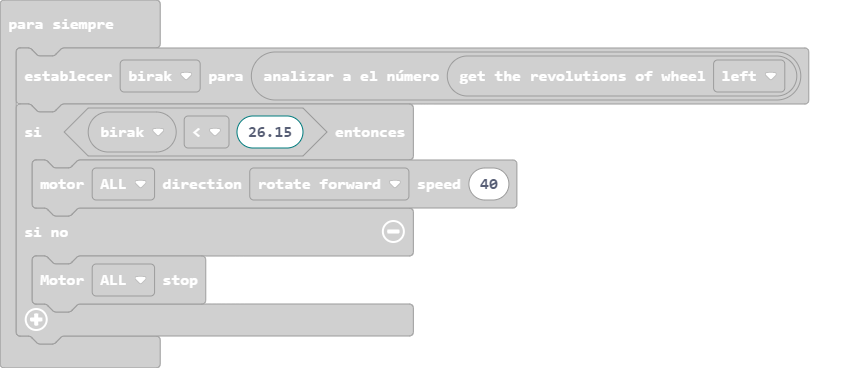 para siempre
establecer birak para analizar a el número get the revolutions of wheel left
si birak < 26.15 entonces
motor ALL direction rotate forward speed 40
si no
Motor ALL stop